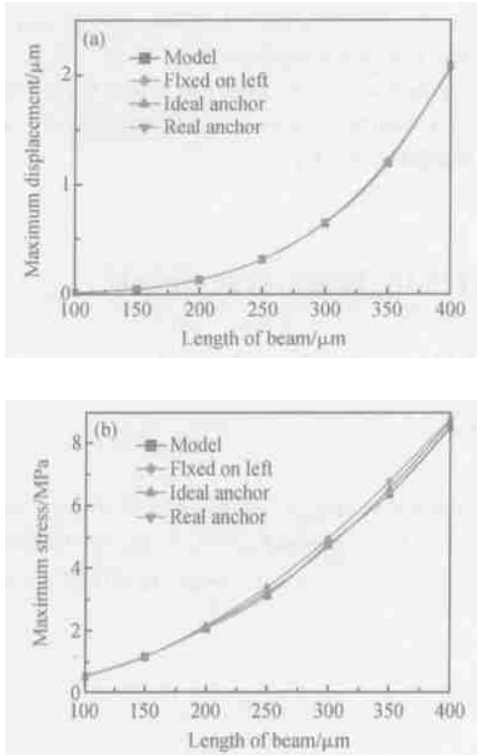 (a)
Model
FIxed on left
Ideal anchor
Real anchor
Maximum displacement/μm
2
1
0
100 150 200 250 300 350 400
Length of beam/μm
(b)
Model
FIxed on left
Ideal anchor
Real anchor
Maximum stress/MPa
8
6
4
2
0
100 150 200 250 300 350 400
Length of beam/μm